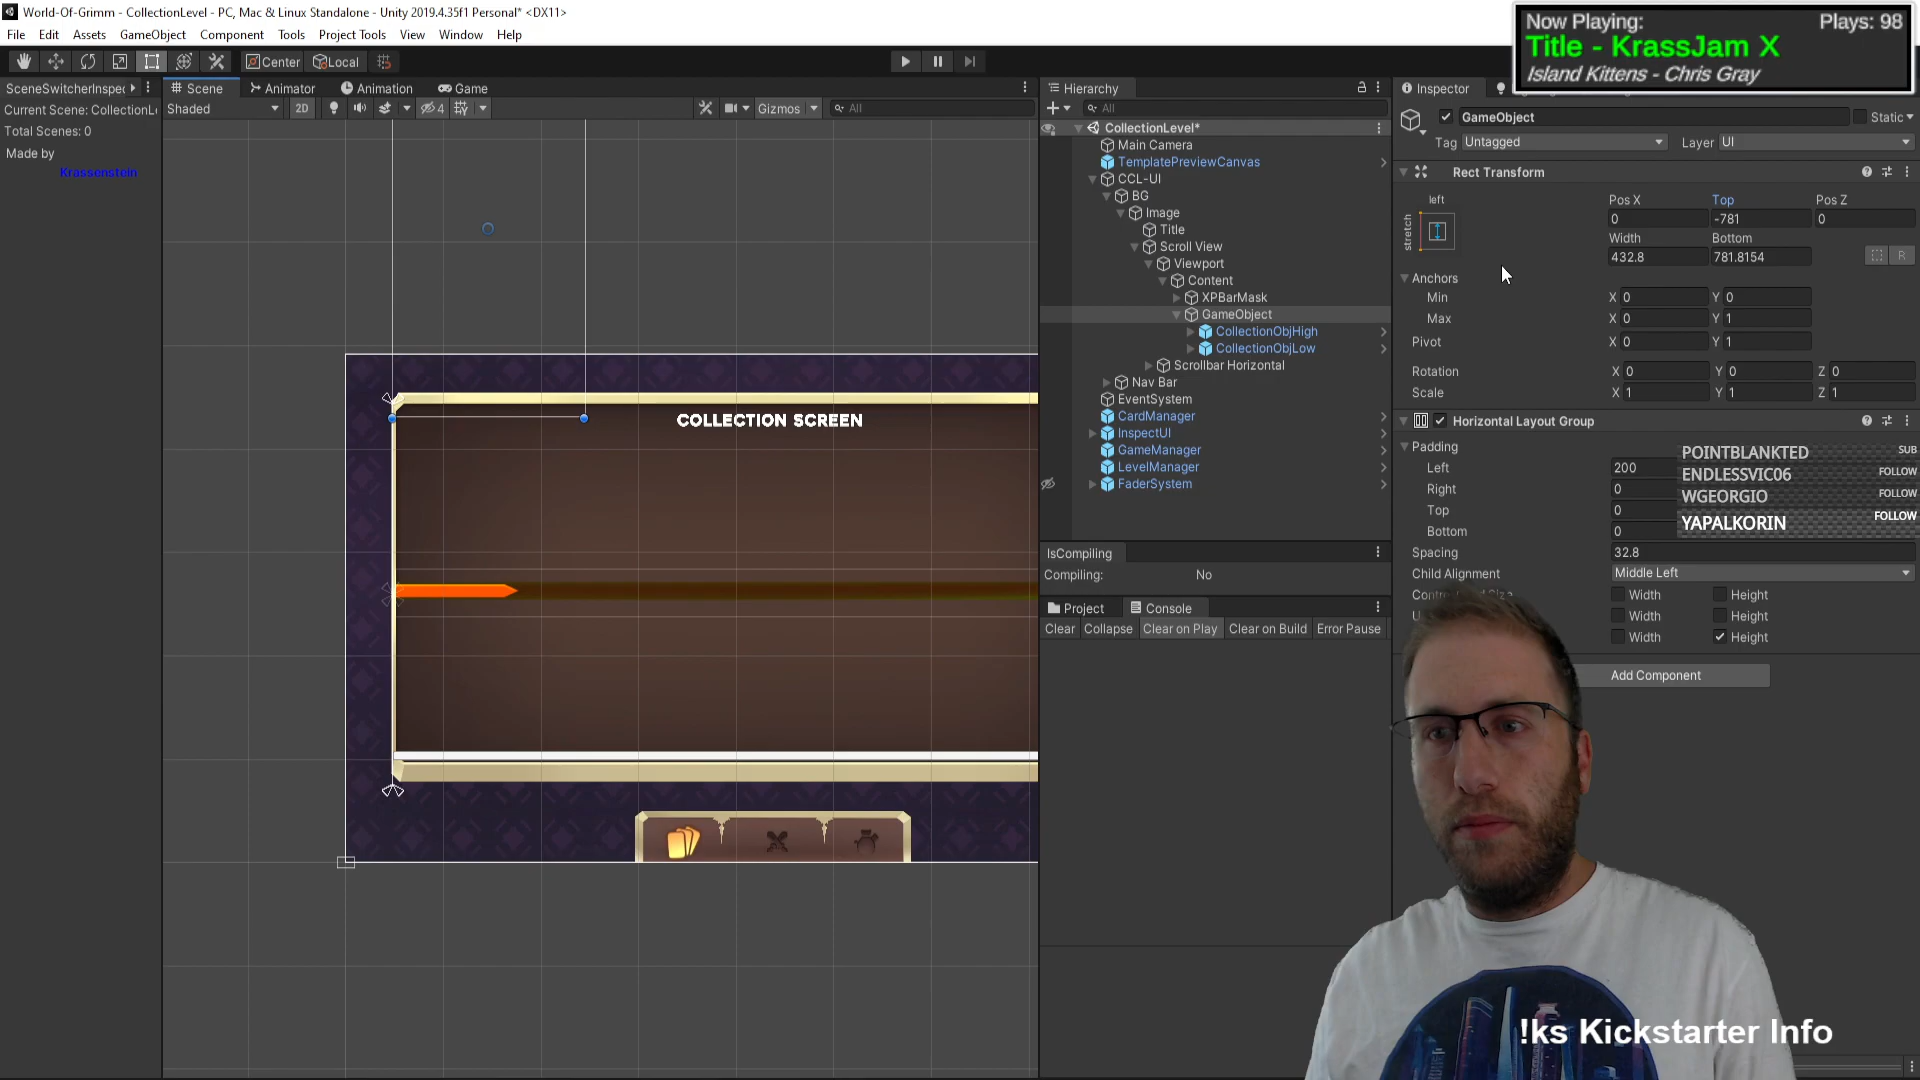 World-Of-Grimm - CollectionLevel - PC, Mac & Linux Standalone - Unity 2019.4.35f1 Personal* <DX11>
File Edit Assets GameObject Component Tools Jobs Project Tools View Window Help
Now Playing: Plays: 98
Title - KrassJam X
Island Kittens - Chris Gray
Center Local
SceneSwitcherInspec
Current Scene: CollectionL
Total Scenes: 0
Made by
Krassenstein
Scene Animator Animation Game
Shaded 2D 4 Gizmos All
COLLECTION SCREEN
Hierarchy
All
CollectionLevel*
Main Camera
TemplatePreviewCanvas
CCL-UI
BG
Image
Title
Scroll View
Viewport
Content
XPBarMask
GameObject
CollectionObjHigh
CollectionObjLow
Scrollbar Horizontal
Nav Bar
EventSystem
CardManager
InspectUI
GameManager
LevelManager
FaderSystem
IsCompiling
Compiling: No
Project Console
Clear Collapse Clear on Play Clear on Build Error Pause
Inspector
GameObject Static
Tag Untagged Layer UI
Rect Transform
left
stretch
Pos X Top Pos Z
0 -781 0
Width Bottom
432.8 781.8154
R
Anchors
Min X 0 Y 0
Max X 0 Y 1
Pivot X 0 Y 1
Rotation X 0 Y 0 Z 0
Scale X 1 Y 1 Z 1
Horizontal Layout Group
Padding
Left 200
Right 0
Top 0
Bottom 0
POINTBLANKTED SUB
ENDLESSVIC06 FOLLOW
WGEORGIO FOLLOW
YAPALKORIN FOLLOW
Spacing 32.8
Child Alignment Middle Left
Width Height
Width Height
Width Height
Add Component
!ks Kickstarter Info